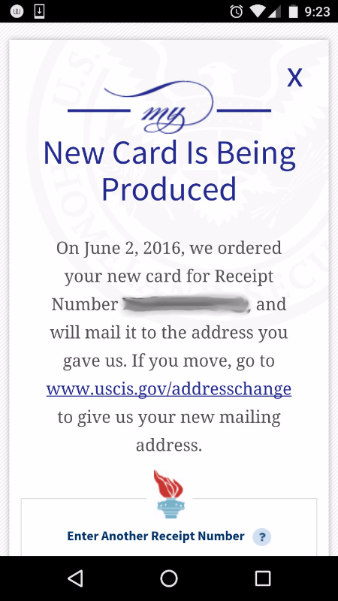 9:23
X
my
New Card Is Being
Produced
On June 2, 2016, we ordered
your new card for Receipt
Number , and
will mail it to the address you
gave us. If you move, go to
www.uscis.gov/addresschange
to give us your new mailing
address.
Enter Another Receipt Number ?